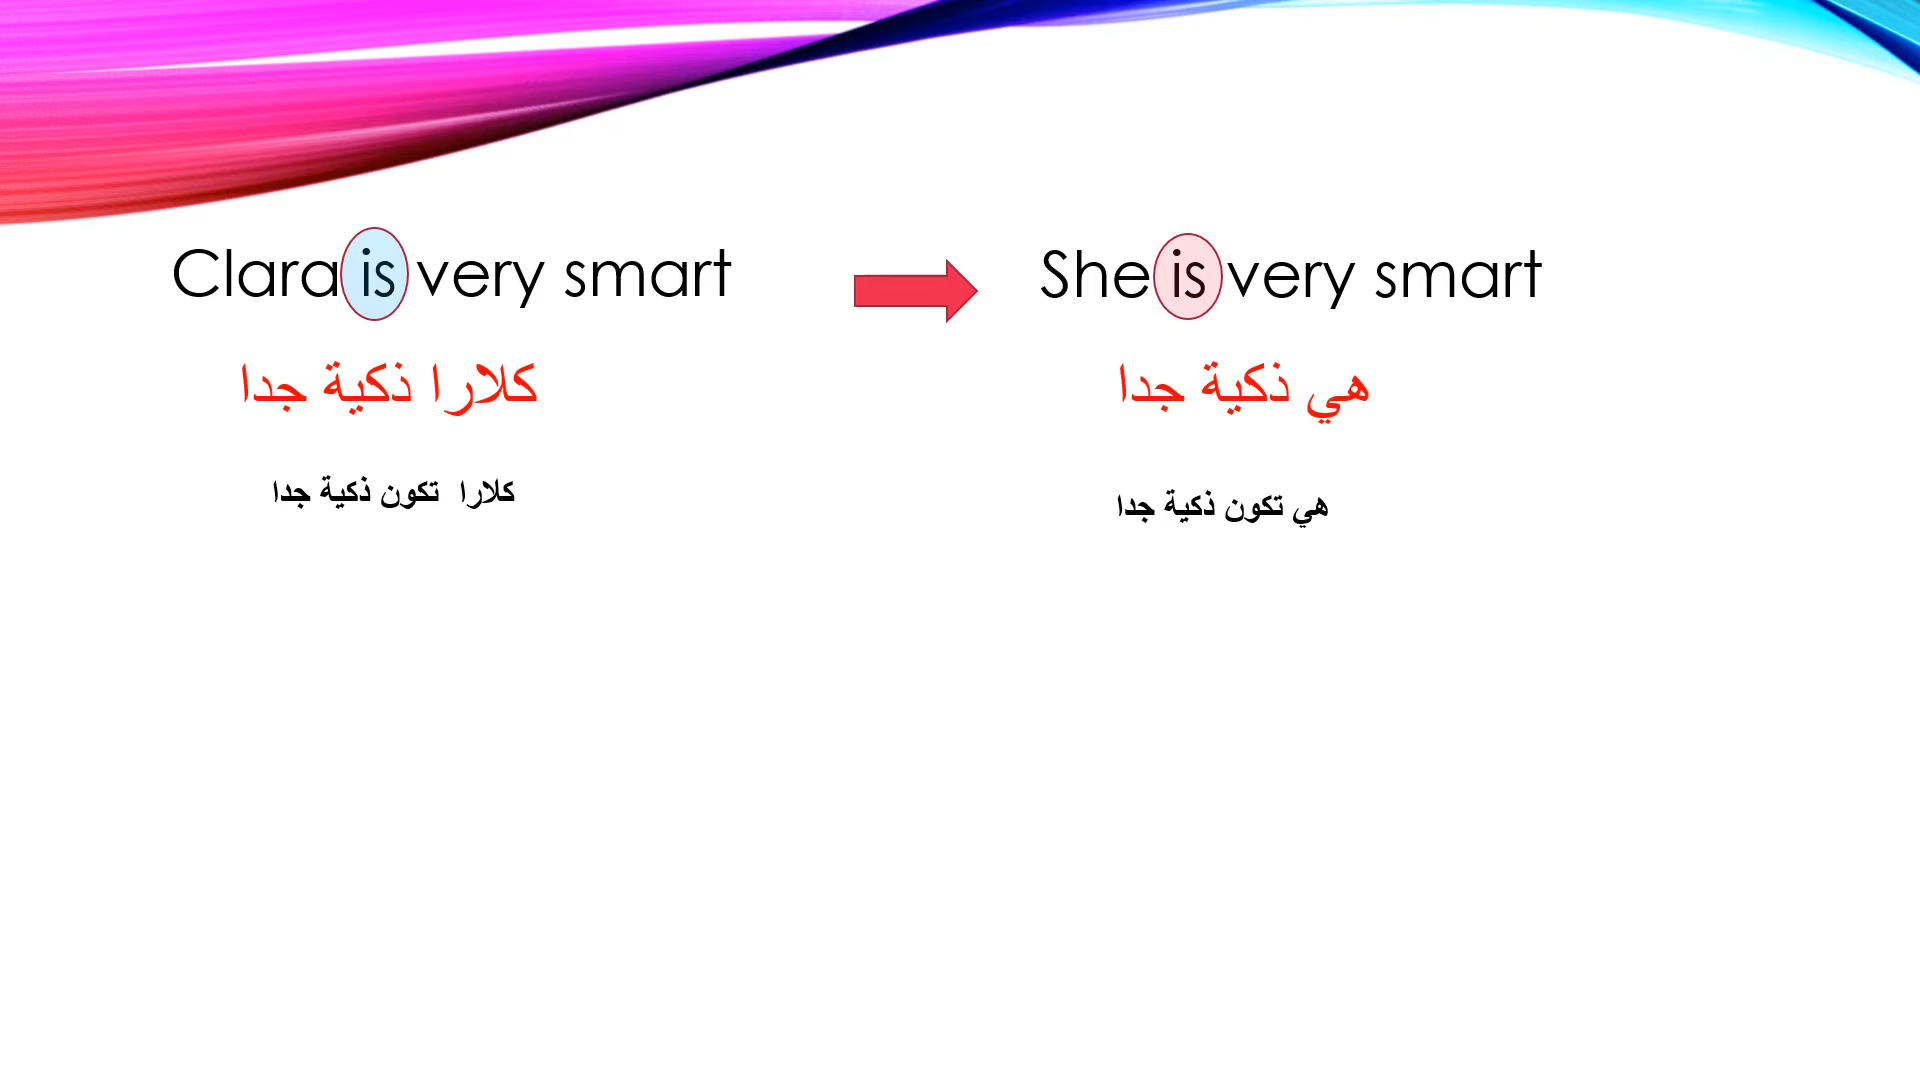 Clara is very smart
She is very smart
كلارا ذكية جدا
هي ذكية جدا
كلارا تكون ذكية جدا
هي تكون ذكية جدا